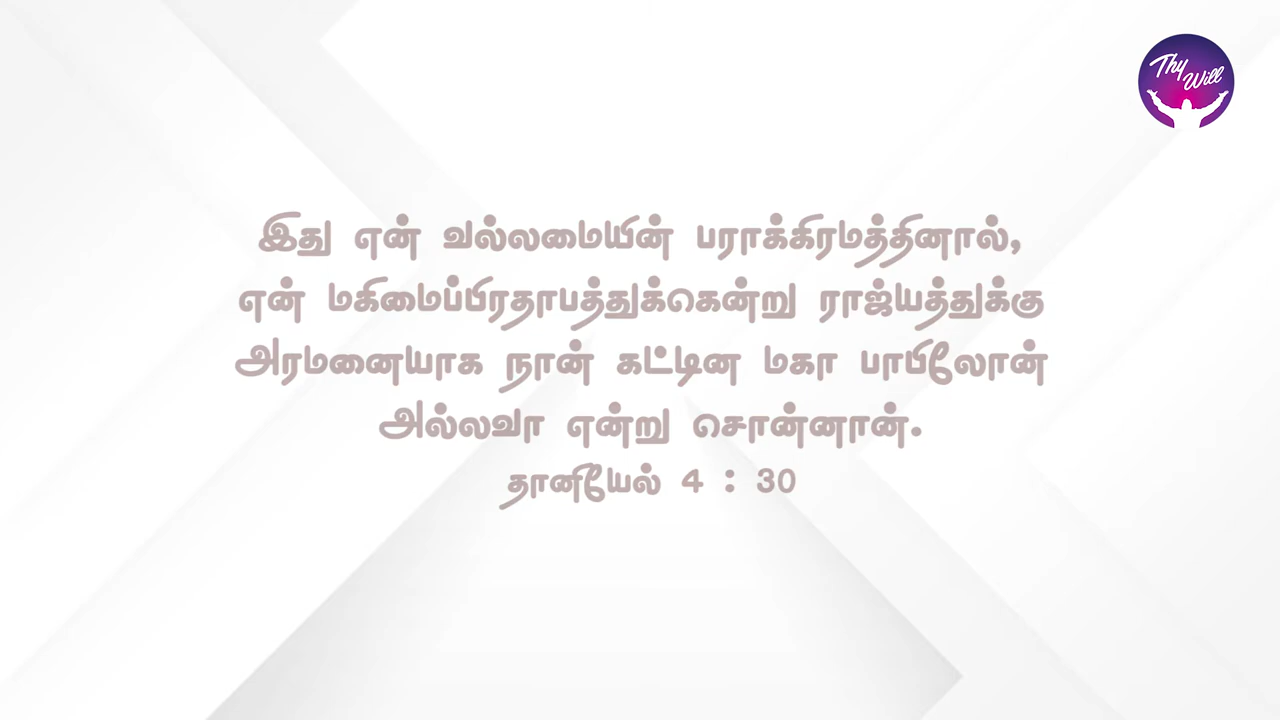 Thy
Will
இது என் வல்லமையின் பராக்கிரமத்தினால்,
என் மகிமைப்பிரதாபத்துக்கென்று ராஜ்யத்துக்கு
அரமனையாக நான் கட்டின மகா பாபிலோன்
அல்லவா என்று சொன்னான்.
தானியேல் 4 : 30